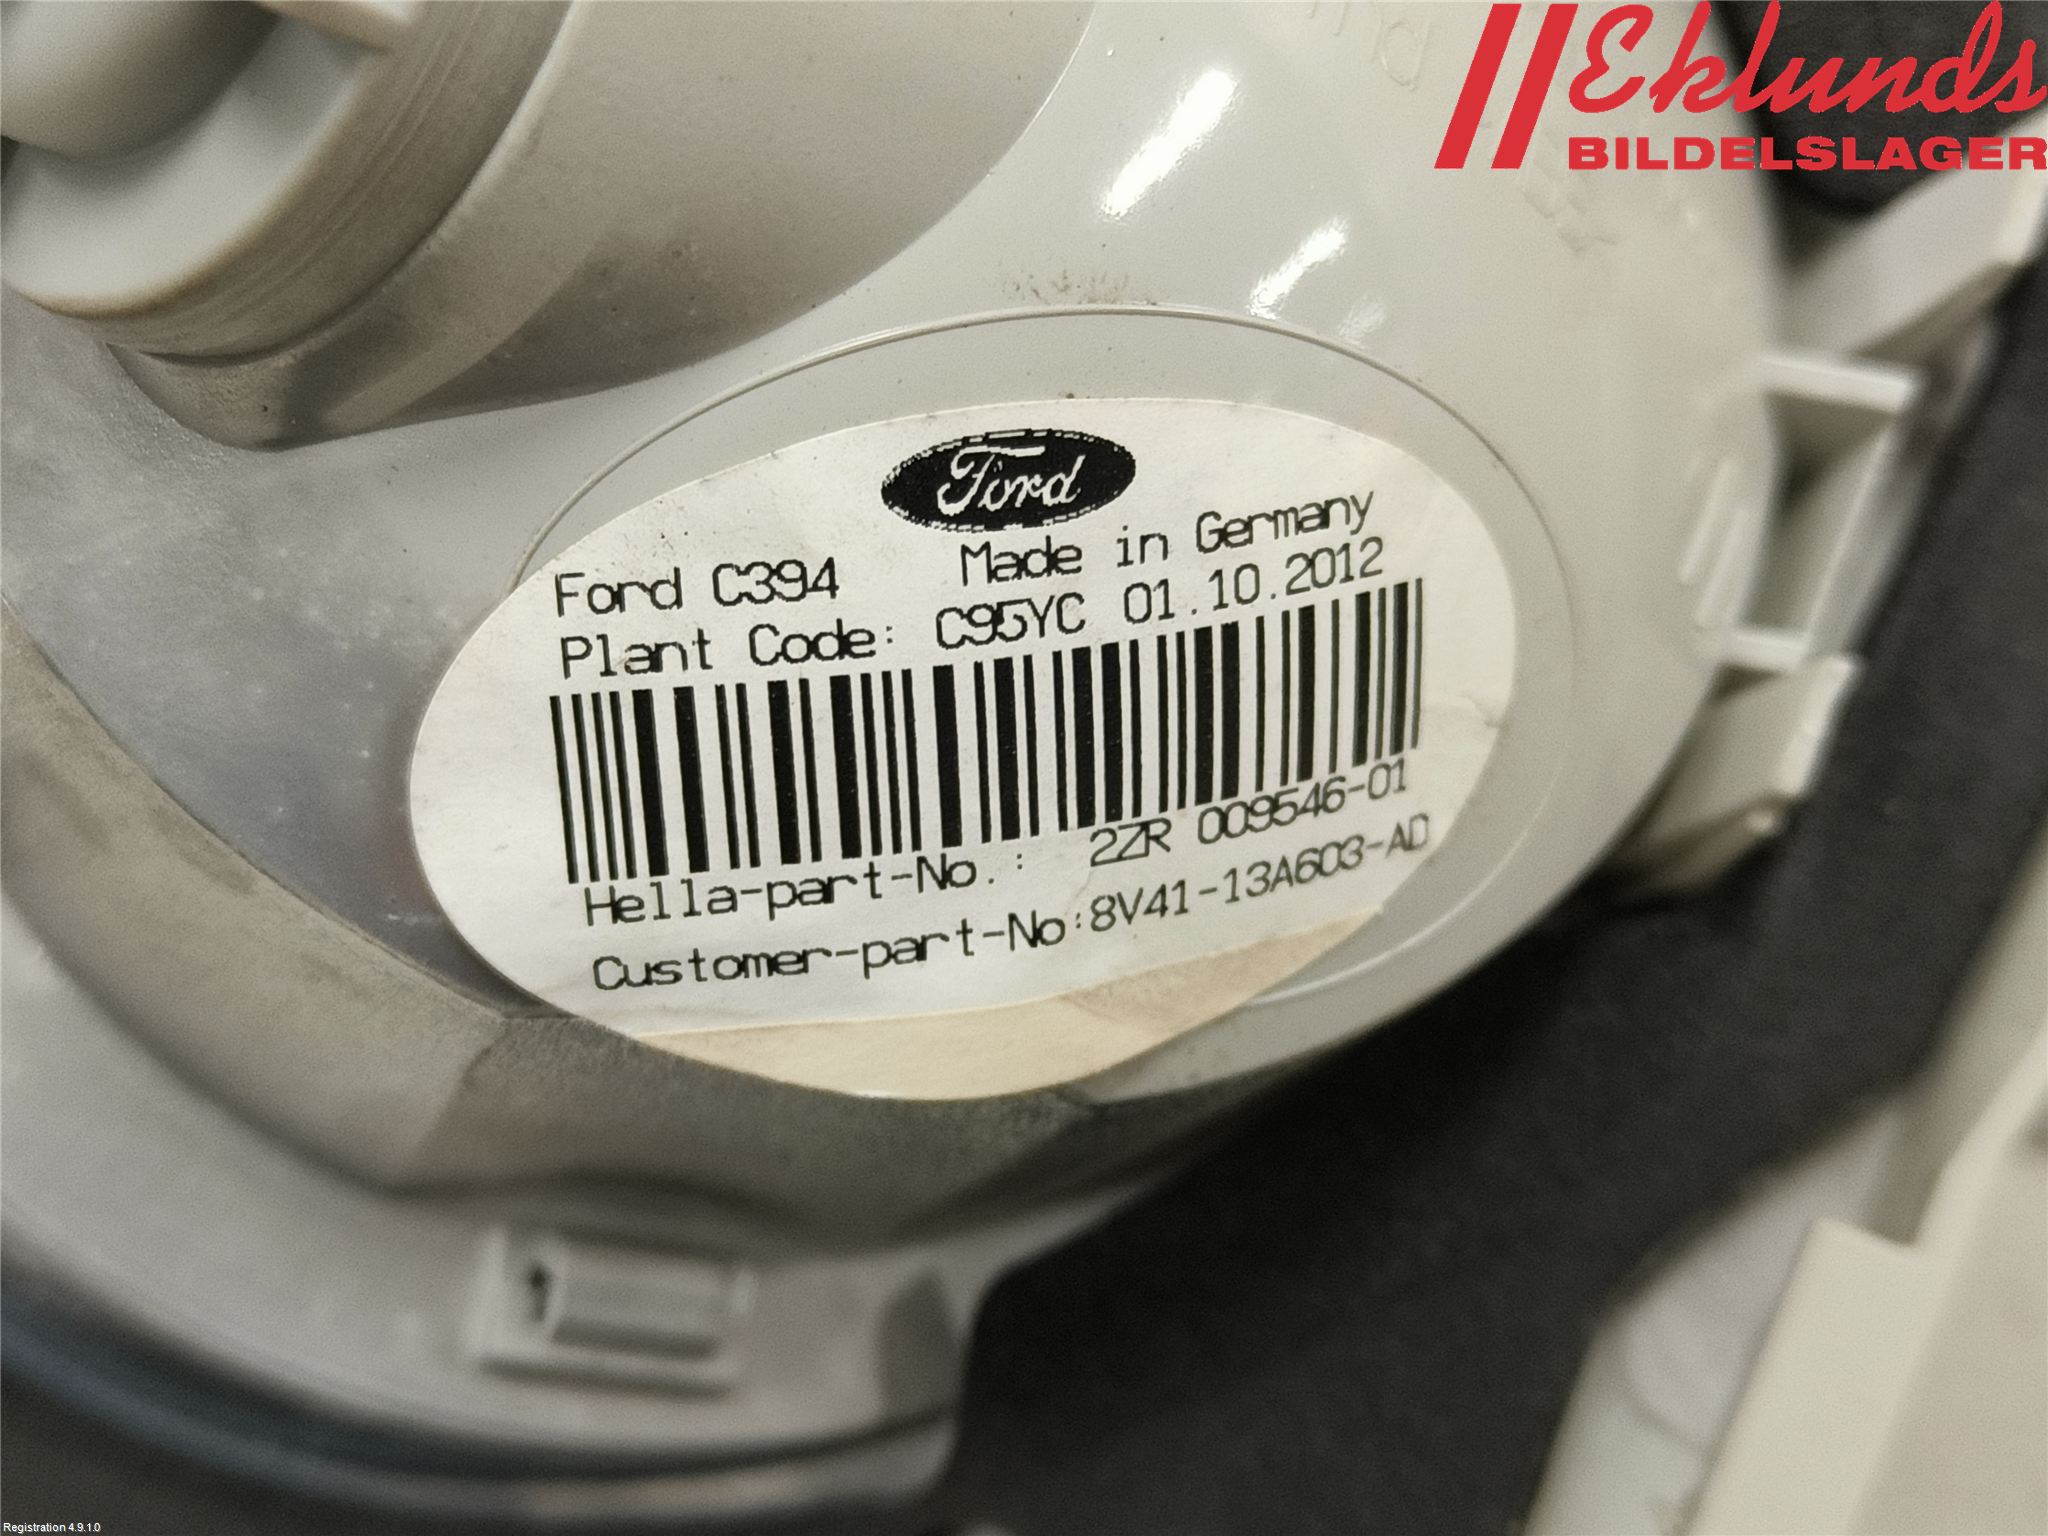 Eklunds
BILDELSLAGER
Ford
Ford C394 Made in Germany
Plant Code: C95YC 01.10.2012
Hella-part-No.: 2ZR 009546-01
Customer-part-No:8V41-13A603-AD
Registration 4.9.1.0